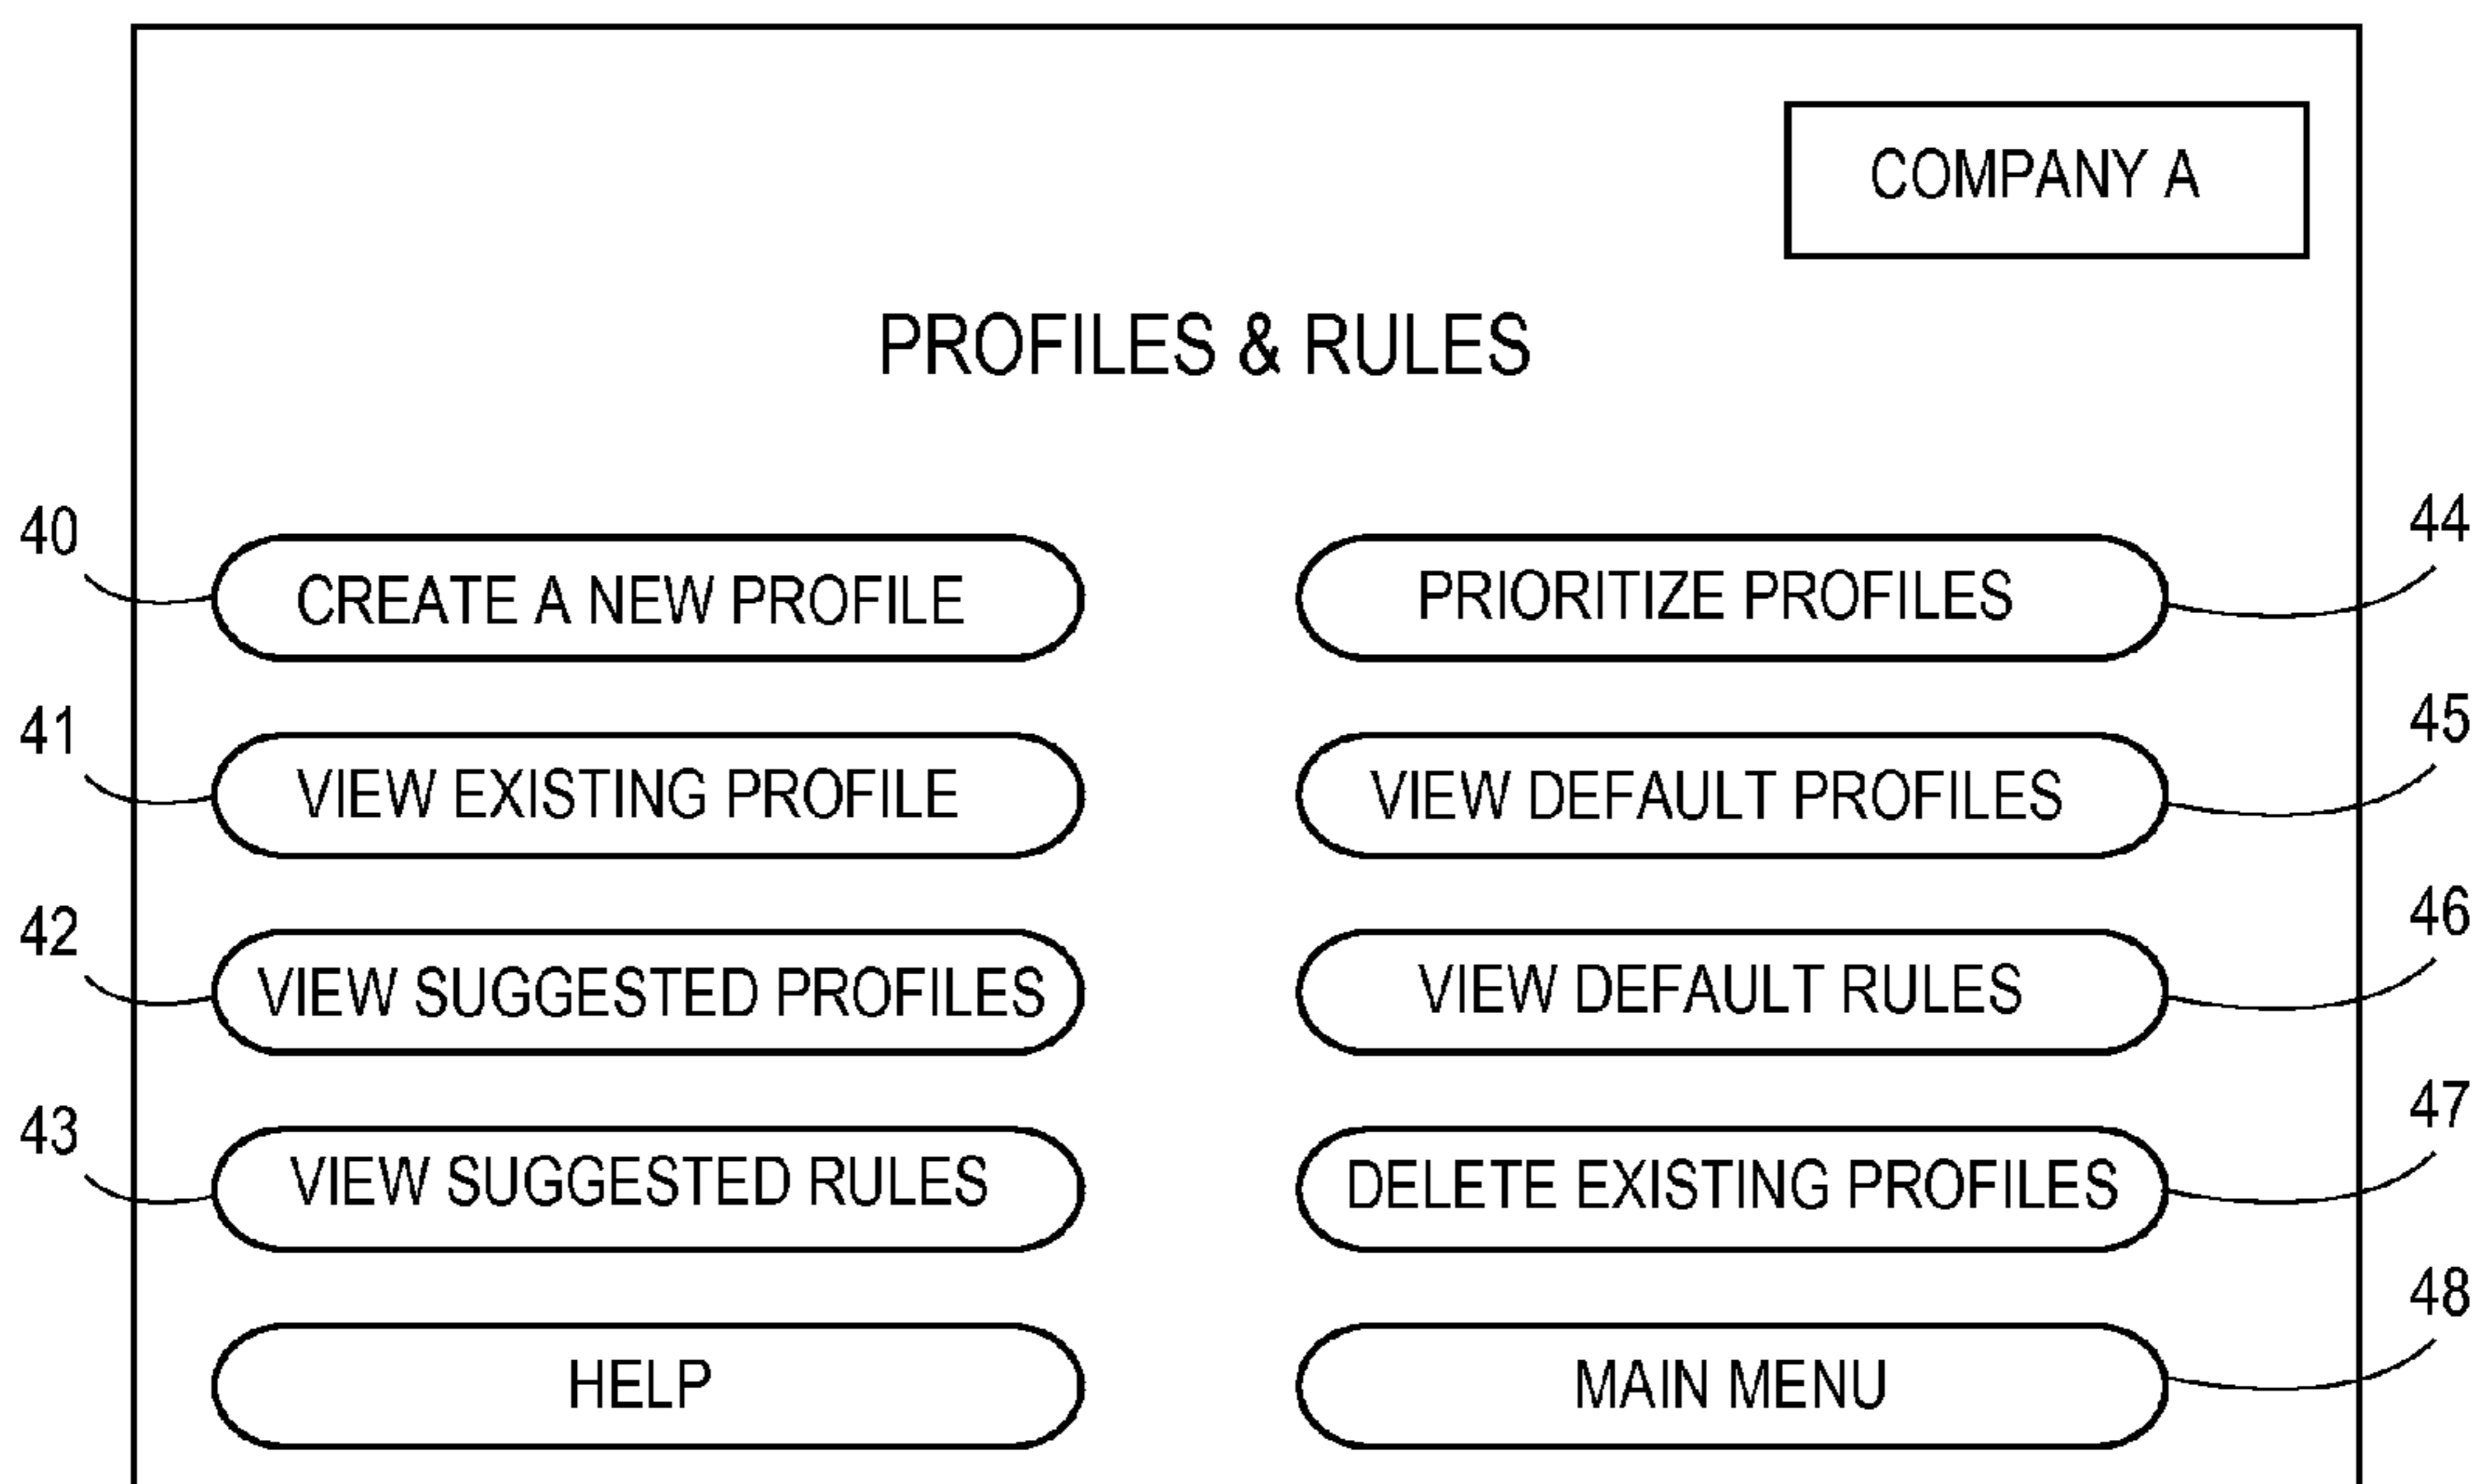 COMPANY A
PROFILES & RULES
40
CREATE A NEW PROFILE
PRIORITIZE PROFILES
44
41
VIEW EXISTING PROFILE
VIEW DEFAULT PROFILES
45
42
VIEW SUGGESTED PROFILES
VIEW DEFAULT RULES
46
43
VIEW SUGGESTED RULES
DELETE EXISTING PROFILES
47
HELP
MAIN MENU
48